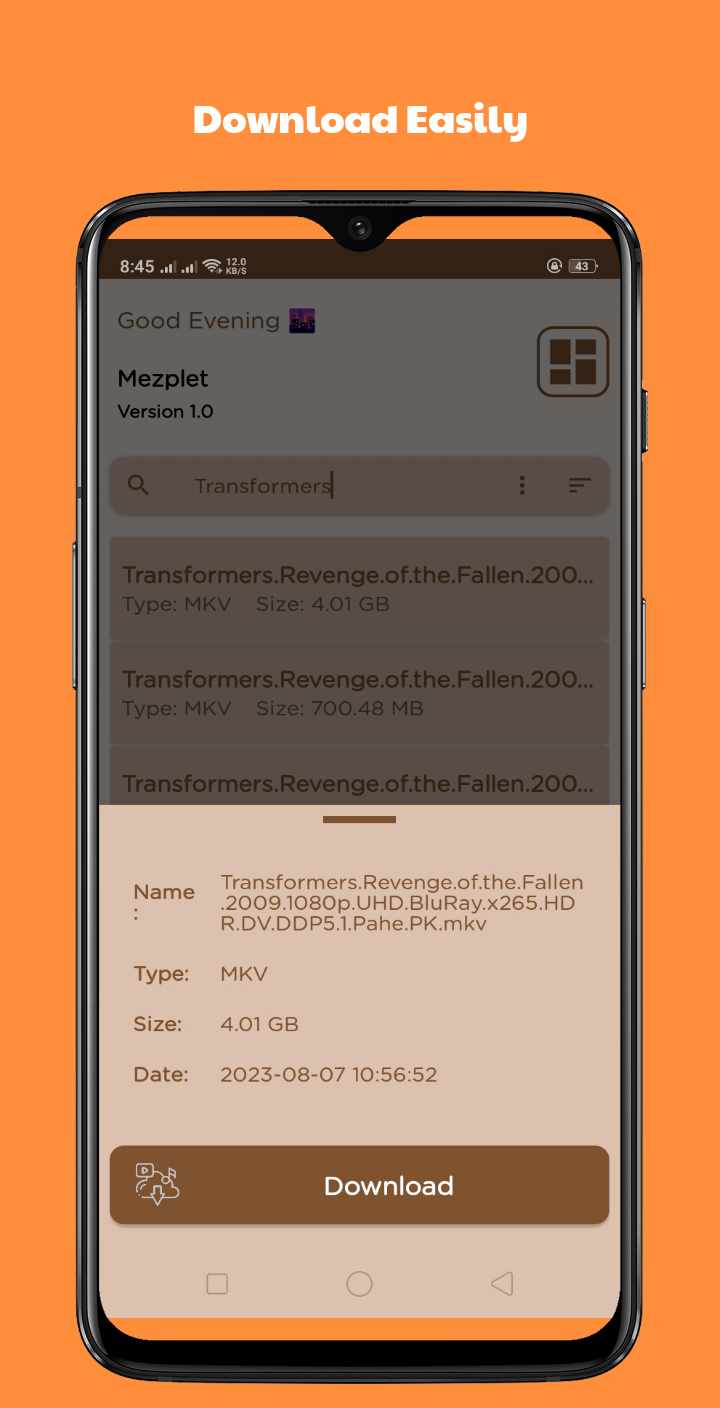 Download Easily
8:45 12.0 KB/S 43
Good Evening
Mezplet
Version 1.0
Transformers
Transformers.Revenge.of.the.Fallen.200...
Type: MKV Size: 4.01 GB
Transformers.Revenge.of.the.Fallen.200...
Type: MKV Size: 700.48 MB
Transformers.Revenge.of.the.Fallen.200...
Name : Transformers.Revenge.of.the.Fallen
.2009.1080p.UHD.BluRay.x265.HD
R.DV.DDP5.1.Pahe.PK.mkv
Type: MKV
Size: 4.01 GB
Date: 2023-08-07 10:56:52
Download